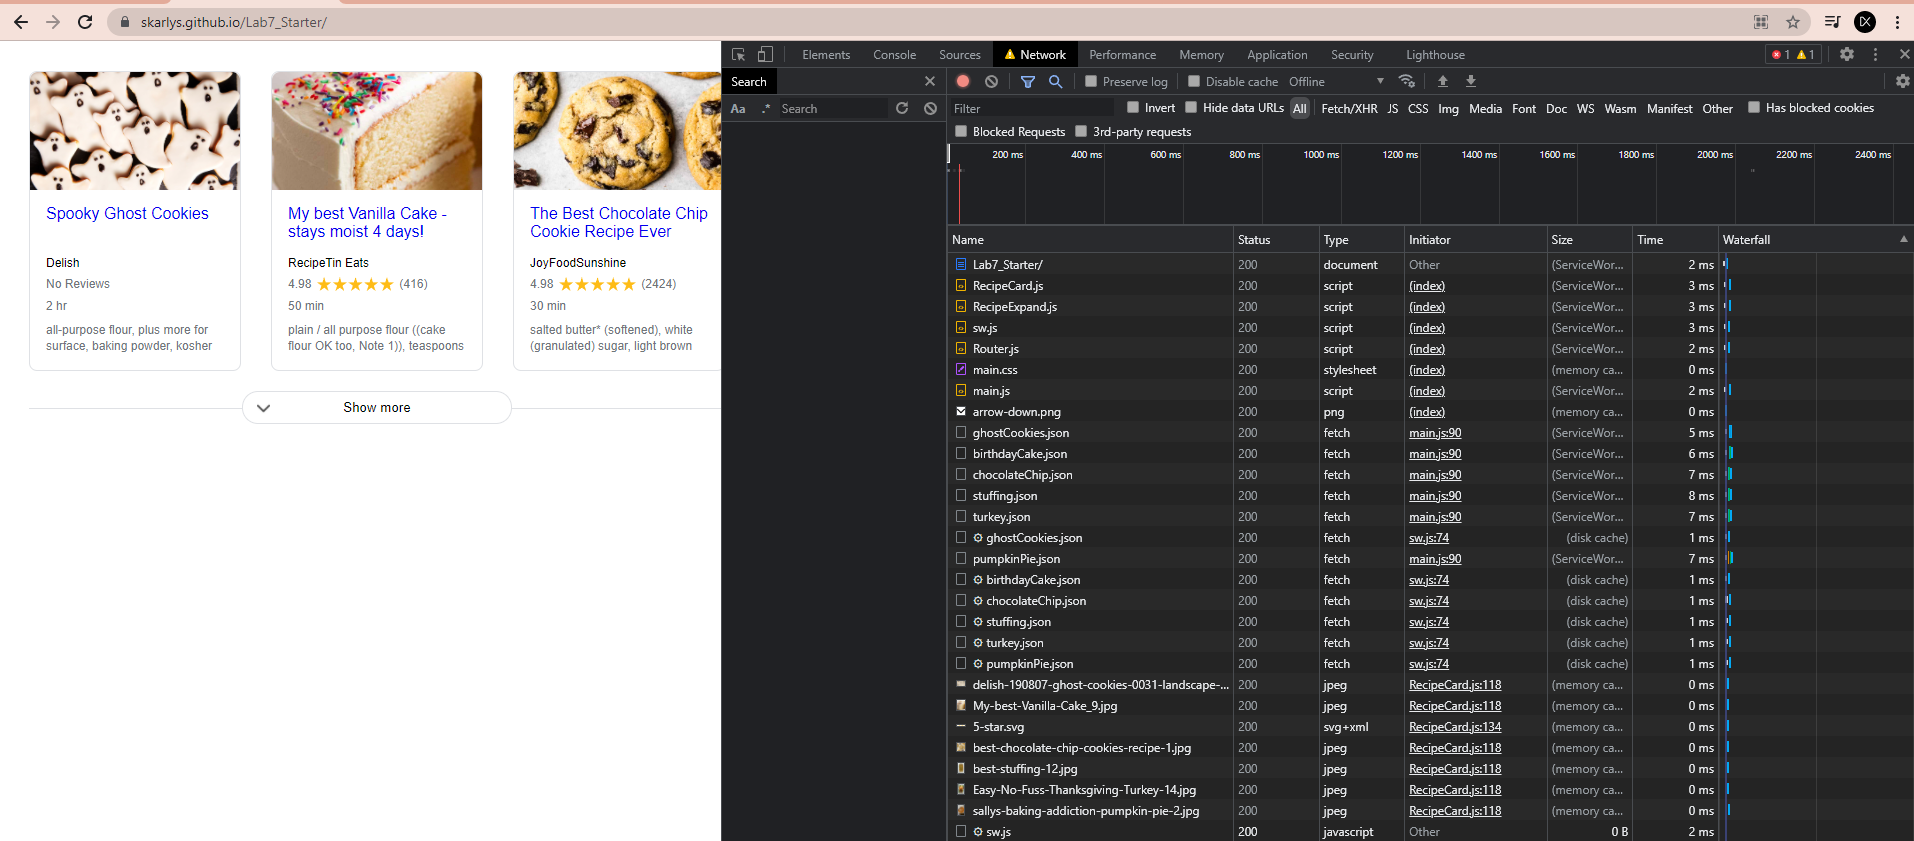 skarlys.github.io/Lab7_Starter/
Spooky Ghost Cookies
Delish
No Reviews
2 hr
all-purpose flour, plus more for
surface, baking powder, kosher
My best Vanilla Cake -
stays moist 4 days!
RecipeTin Eats
4.98 (416)
50 min
plain / all purpose flour ((cake
flour OK too, Note 1)), teaspoons
The Best Chocolate Chip
Cookie Recipe Ever
JoyFoodSunshine
4.98 (2424)
30 min
salted butter* (softened), white
(granulated) sugar, light brown
Show more
Elements Console Sources Network Performance Memory Application Security Lighthouse 1 1
Search
Aa .* Search
Preserve log Disable cache Offline
Filter Invert Hide data URLs All Fetch/XHR JS CSS Img Media Font Doc WS Wasm Manifest Other Has blocked cookies
Blocked Requests 3rd-party requests
200 ms 400 ms 600 ms 800 ms 1000 ms 1200 ms 1400 ms 1600 ms 1800 ms 2000 ms 2200 ms 2400 ms
Name Status Type Initiator Size Time Waterfall
Lab7_Starter/ 200 document Other (ServiceWor... 2 ms
RecipeCard.js 200 script (index) (ServiceWor... 3 ms
RecipeExpand.js 200 script (index) (ServiceWor... 3 ms
sw.js 200 script (index) (ServiceWor... 3 ms
Router.js 200 script (index) (ServiceWor... 2 ms
main.css 200 stylesheet (index) (memory ca... 0 ms
main.js 200 script (index) (ServiceWor... 2 ms
arrow-down.png 200 png (index) (memory ca... 0 ms
ghostCookies.json 200 fetch main.js:90 (ServiceWor... 5 ms
birthdayCake.json 200 fetch main.js:90 (ServiceWor... 6 ms
chocolateChip.json 200 fetch main.js:90 (ServiceWor... 7 ms
stuffing.json 200 fetch main.js:90 (ServiceWor... 8 ms
turkey.json 200 fetch main.js:90 (ServiceWor... 7 ms
ghostCookies.json 200 fetch sw.js:74 (disk cache) 1 ms
pumpkinPie.json 200 fetch main.js:90 (ServiceWor... 7 ms
birthdayCake.json 200 fetch sw.js:74 (disk cache) 1 ms
chocolateChip.json 200 fetch sw.js:74 (disk cache) 1 ms
stuffing.json 200 fetch sw.js:74 (disk cache) 1 ms
turkey.json 200 fetch sw.js:74 (disk cache) 1 ms
pumpkinPie.json 200 fetch sw.js:74 (disk cache) 1 ms
delish-190807-ghost-cookies-0031-landscape-... 200 jpeg RecipeCard.js:118 (memory ca... 0 ms
My-best-Vanilla-Cake_9.jpg 200 jpeg RecipeCard.js:118 (memory ca... 0 ms
5-star.svg 200 svg+xml RecipeCard.js:134 (memory ca... 0 ms
best-chocolate-chip-cookies-recipe-1.jpg 200 jpeg RecipeCard.js:118 (memory ca... 0 ms
best-stuffing-12.jpg 200 jpeg RecipeCard.js:118 (memory ca... 0 ms
Easy-No-Fuss-Thanksgiving-Turkey-14.jpg 200 jpeg RecipeCard.js:118 (memory ca... 0 ms
sallys-baking-addiction-pumpkin-pie-2.jpg 200 jpeg RecipeCard.js:118 (memory ca... 0 ms
sw.js 200 javascript Other 0 B 2 ms